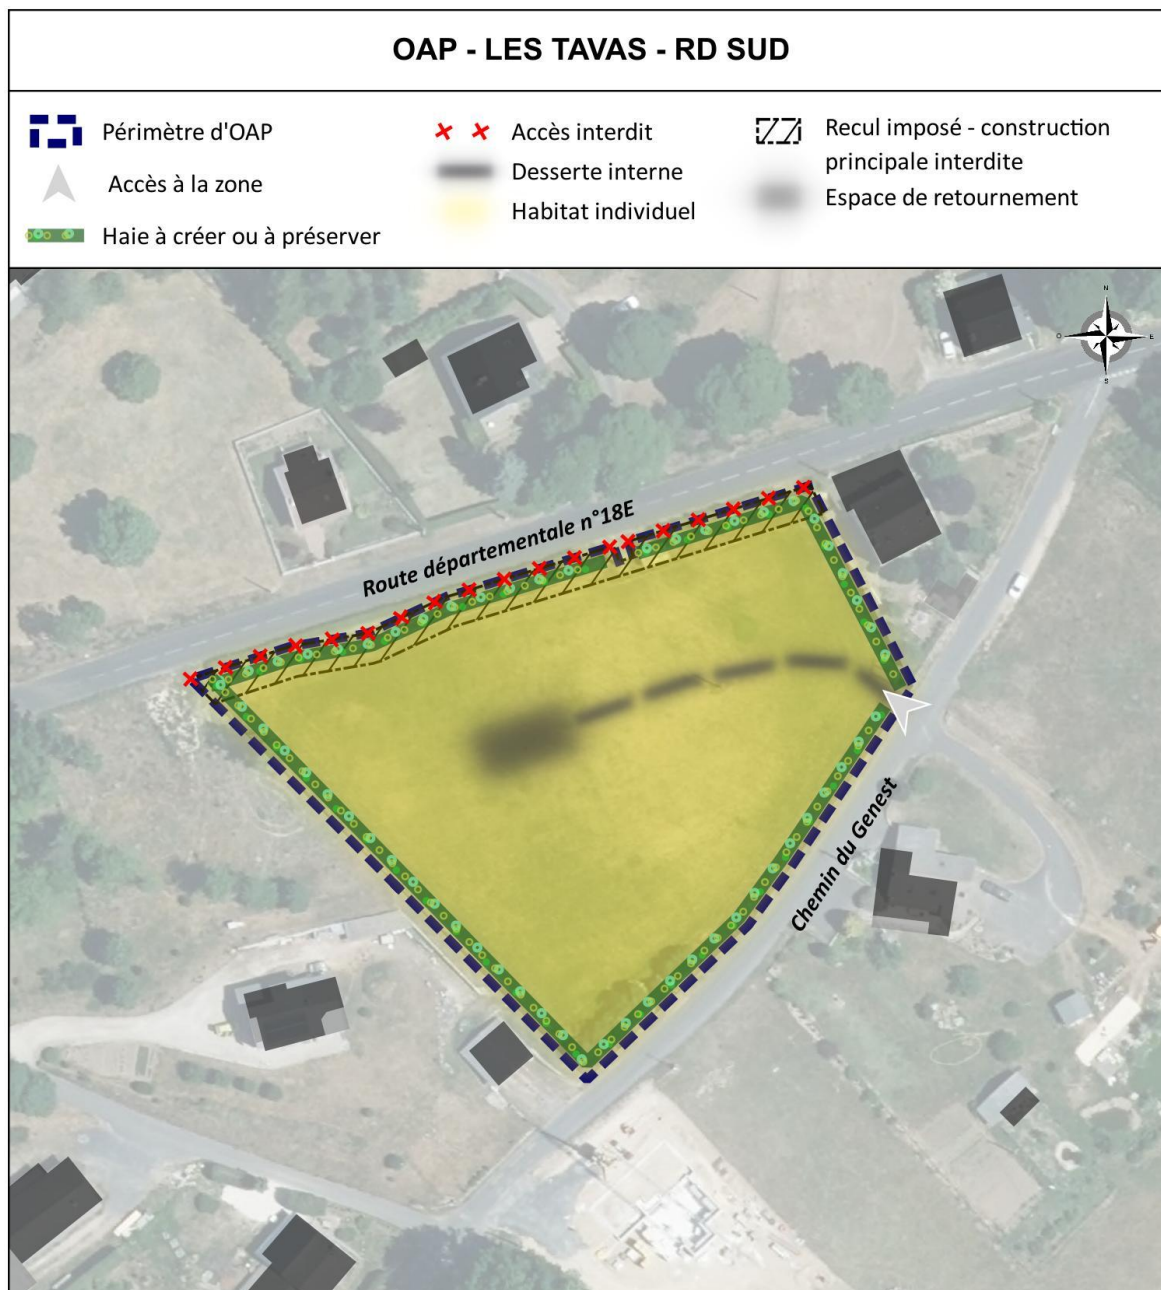 OAP - LES TAVAS - RD SUD
Périmètre d'OAP
Accès à la zone
Haie à créer ou à préserver
Accès interdit
Desserte interne
Habitat individuel
Recul imposé - construction
principale interdite
Espace de retournement
N
O
E
S
Route départementale n°18E
Chemin du Genest